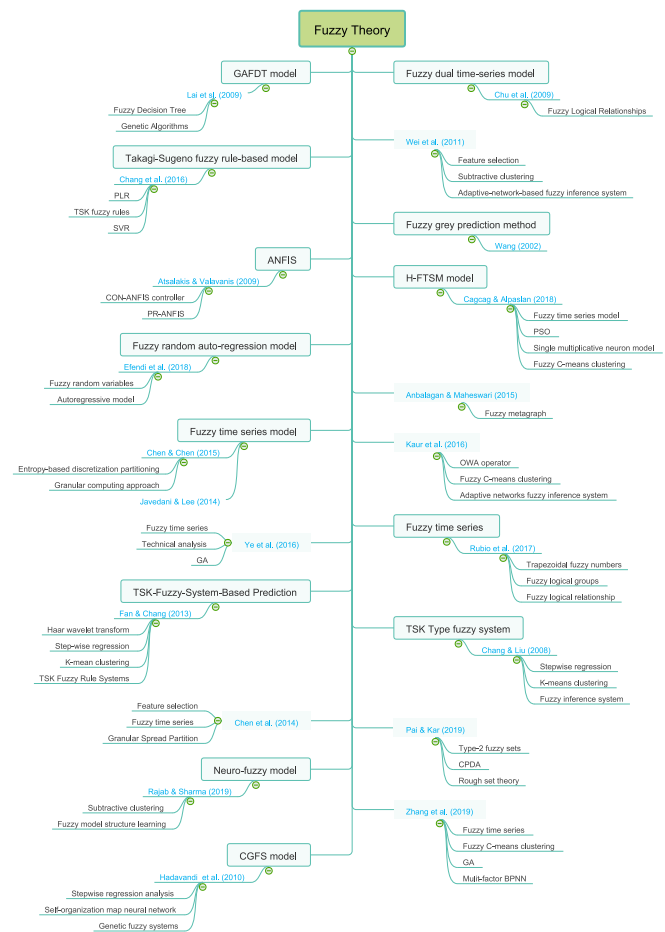 Fuzzy Theory
GAFDT model
Lai et sl. (2009)
Fuzzy Decision Tree
Genetic Algorithms
Takagi-Sugeno fuzzy rule-based model
Chang et al. (2016)
PLR
TSK fuzzy rules
SVR
ANFIS
Atsalakis & Valavanis (2009)
CON-ANFIS controller
PR-ANFIS
Fuzzy random auto-regression model
Efendi et al. (2018)
Fuzzy random variables
Autoregressive model
Fuzzy time series model
Chen & Chen (2015)
Entropy-based discretization partitioning
Granular computing approach
Javedani & Lee (2014)
Fuzzy time series
Technical analysis
GA
Ye et al. (2016)
TSK-Fuzzy-System-Based Prediction
Fan & Chang (2013)
Haar wavelet transform
Step-wise regression
K-mean clustering
TSK Fuzzy Rule Systems
Feature selection
Fuzzy time series
Granular Spread Partition
Chen et al. (2014)
Neuro-fuzzy model
Rajab & Sharma (2019)
Subtractive clustering
Fuzzy model structure learning
CGFS model
Hadavandi et al. (2010)
Stepwise regression analysis
Self-organization map neural network
Genetic fuzzy systems
Fuzzy dual time-series model
Chu et al. (2009)
Fuzzy Logical Relationships
Wei et al. (2011)
Feature selection
Subtractive clustering
Adaptive-network-based fuzzy inference system
Fuzzy grey prediction method
Wang (2002)
H-FTSM model
Cagcag & Alpaslan (2018)
Fuzzy time series model
PSO
Single multiplicative neuron model
Fuzzy C-means clustering
Anbalagan & Maheswari (2015)
Fuzzy metagraph
Kaur et al. (2016)
OWA operator
Fuzzy C-means clustering
Adaptive networks fuzzy inference system
Fuzzy time series
Rubio et al. (2017)
Trapezoidal fuzzy numbers
Fuzzy logical groups
Fuzzy logical relationship
TSK Type fuzzy system
Chang & Liu (2008)
Stepwise regression
K-means clustering
Fuzzy inference system
Pai & Kar (2019)
Type-2 fuzzy sets
CPDA
Rough set theory
Zhang et al. (2019)
Fuzzy time series
Fuzzy C-means clustering
GA
Mulit-factor BPNN